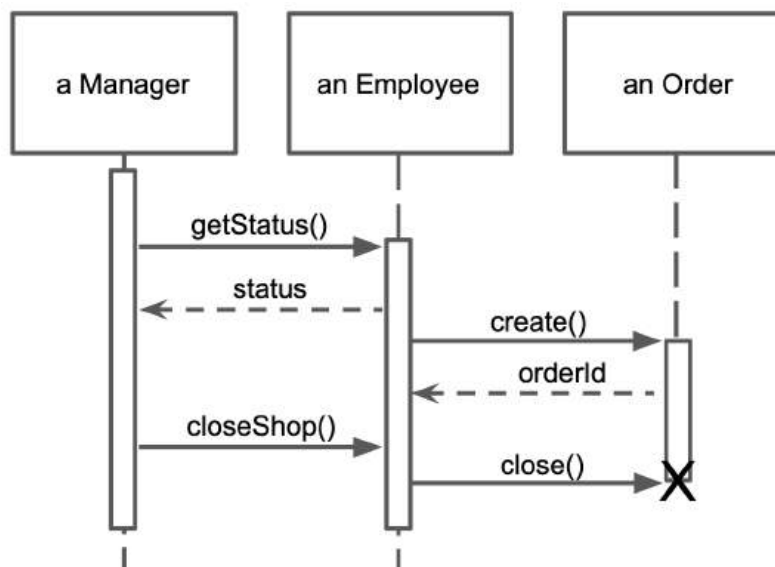 a Manager
an Employee
an Order
getStatus()
status
create()
orderId
closeShop()
close()